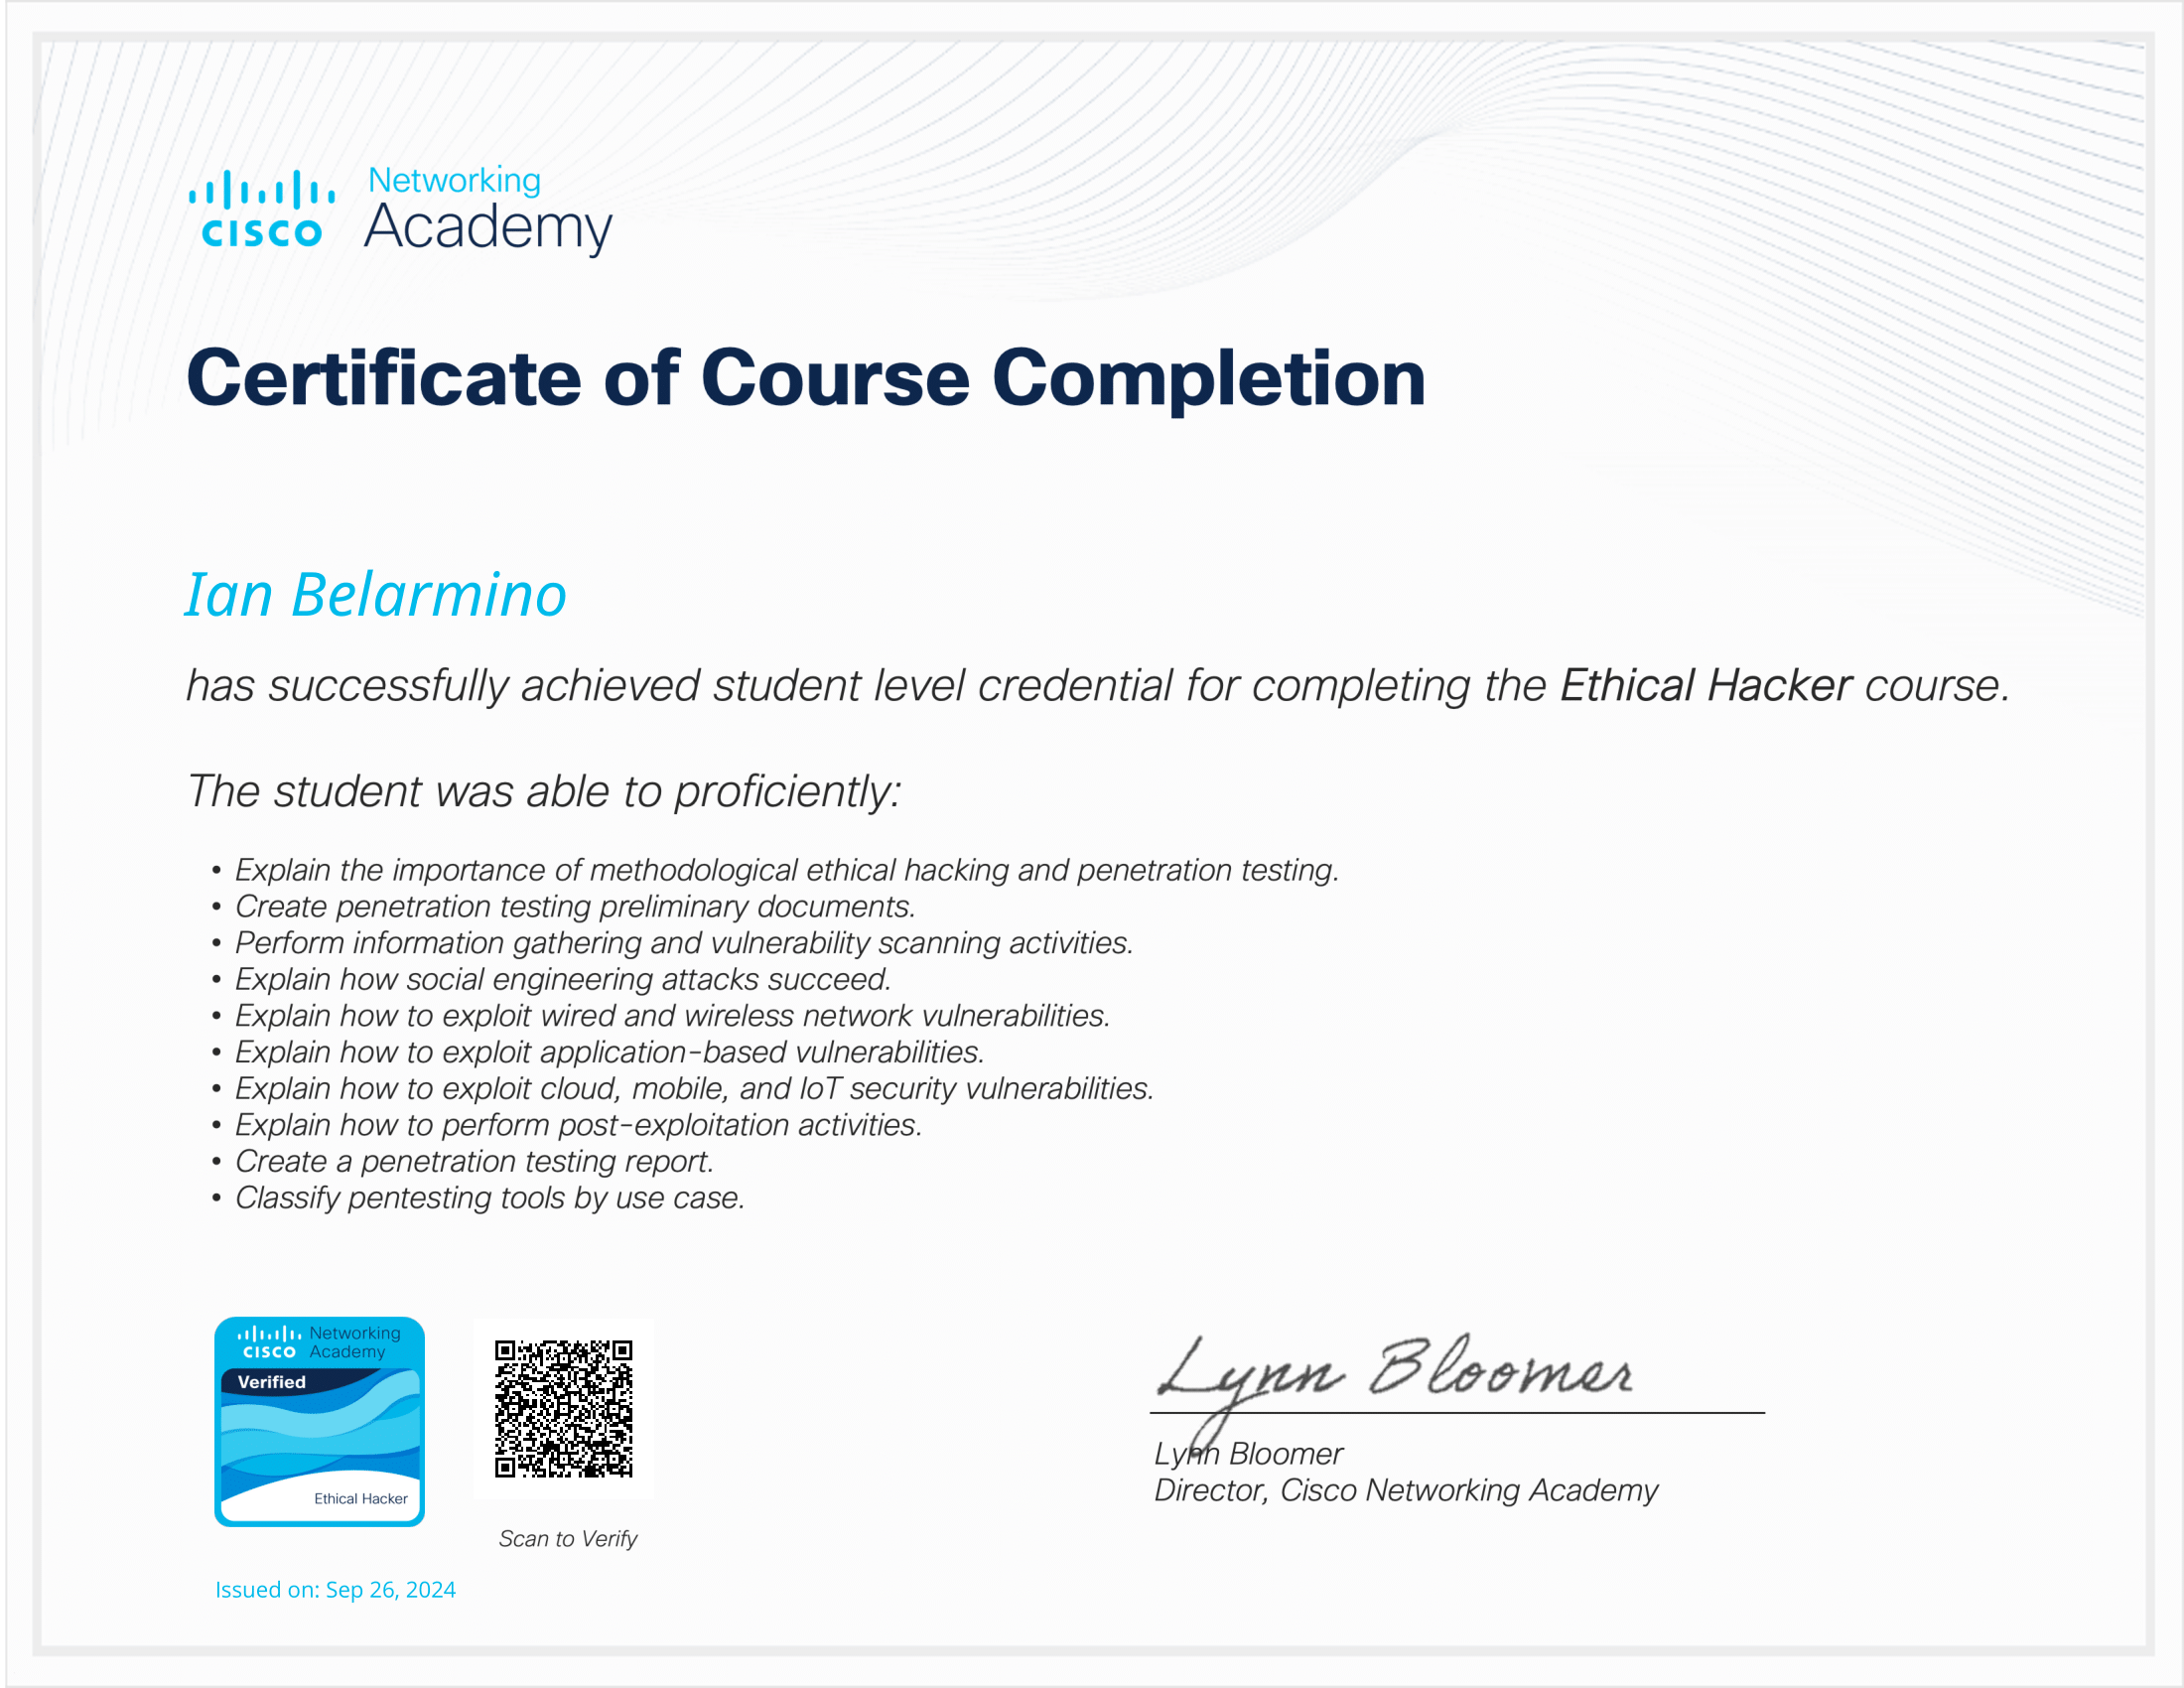 Networking
CISCO Academy
Certificate of Course Completion
Ian Belarmino
has successfully achieved student level credential for completing the Ethical Hacker course.
The student was able to proficiently:
• Explain the importance of methodological ethical hacking and penetration testing.
• Create penetration testing preliminary documents.
• Perform information gathering and vulnerability scanning activities.
• Explain how social engineering attacks succeed.
• Explain how to exploit wired and wireless network vulnerabilities.
• Explain how to exploit application-based vulnerabilities.
• Explain how to exploit cloud, mobile, and IoT security vulnerabilities.
• Explain how to perform post-exploitation activities.
• Create a penetration testing report.
• Classify pentesting tools by use case.
Networking
CISCO Academy
Verified
Ethical Hacker
Scan to Verify
Issued on: Sep 26, 2024
Lynn Bloomer
Lynn Bloomer
Director, Cisco Networking Academy